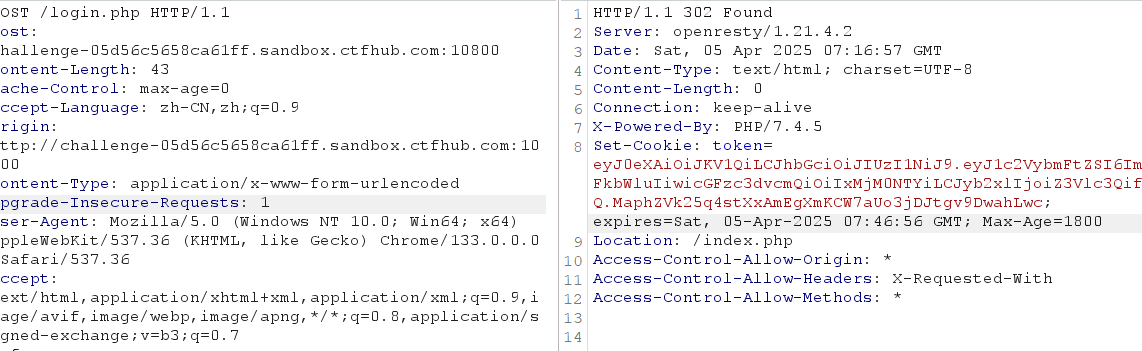 OST /login.php HTTP/1.1
ost:
hallenge-05d56c5658ca61ff.sandbox.ctfhub.com:10800
ontent-Length: 43
ache-Control: max-age=0
ccept-Language: zh-CN,zh;q=0.9
rigin:
ttp://challenge-05d56c5658ca61ff.sandbox.ctfhub.com:10
00
ontent-Type: application/x-www-form-urlencoded
pgrade-Insecure-Requests: 1
ser-Agent: Mozilla/5.0 (Windows NT 10.0; Win64; x64)
ppleWebKit/537.36 (KHTML, like Gecko) Chrome/133.0.0.0
Safari/537.36
ccept:
ext/html,application/xhtml+xml,application/xml;q=0.9,i
age/avif,image/webp,image/apng,*/*;q=0.8,application/s
gned-exchange;v=b3;q=0.7
1 HTTP/1.1 302 Found
2 Server: openresty/1.21.4.2
3 Date: Sat, 05 Apr 2025 07:16:57 GMT
4 Content-Type: text/html; charset=UTF-8
5 Content-Length: 0
6 Connection: keep-alive
7 X-Powered-By: PHP/7.4.5
8 Set-Cookie: token=
eyJ0eXAiOiJKV1QiLCJhbGciOiJIUzI1NiJ9.eyJ1c2VybmFtZSI6Im
FkbWluIiwicGFzc3dvcmQiOiIxMjM0NTYiLCJyb2xlIjoiZ3Vlc3Qif
Q.MaphZVk25q4stXxAmEgXmKCW7aUo3jDJtgv9DwahLwc;
expires=Sat, 05-Apr-2025 07:46:56 GMT; Max-Age=1800
9 Location: /index.php
10 Access-Control-Allow-Origin: *
11 Access-Control-Allow-Headers: X-Requested-With
12 Access-Control-Allow-Methods: *
13
14